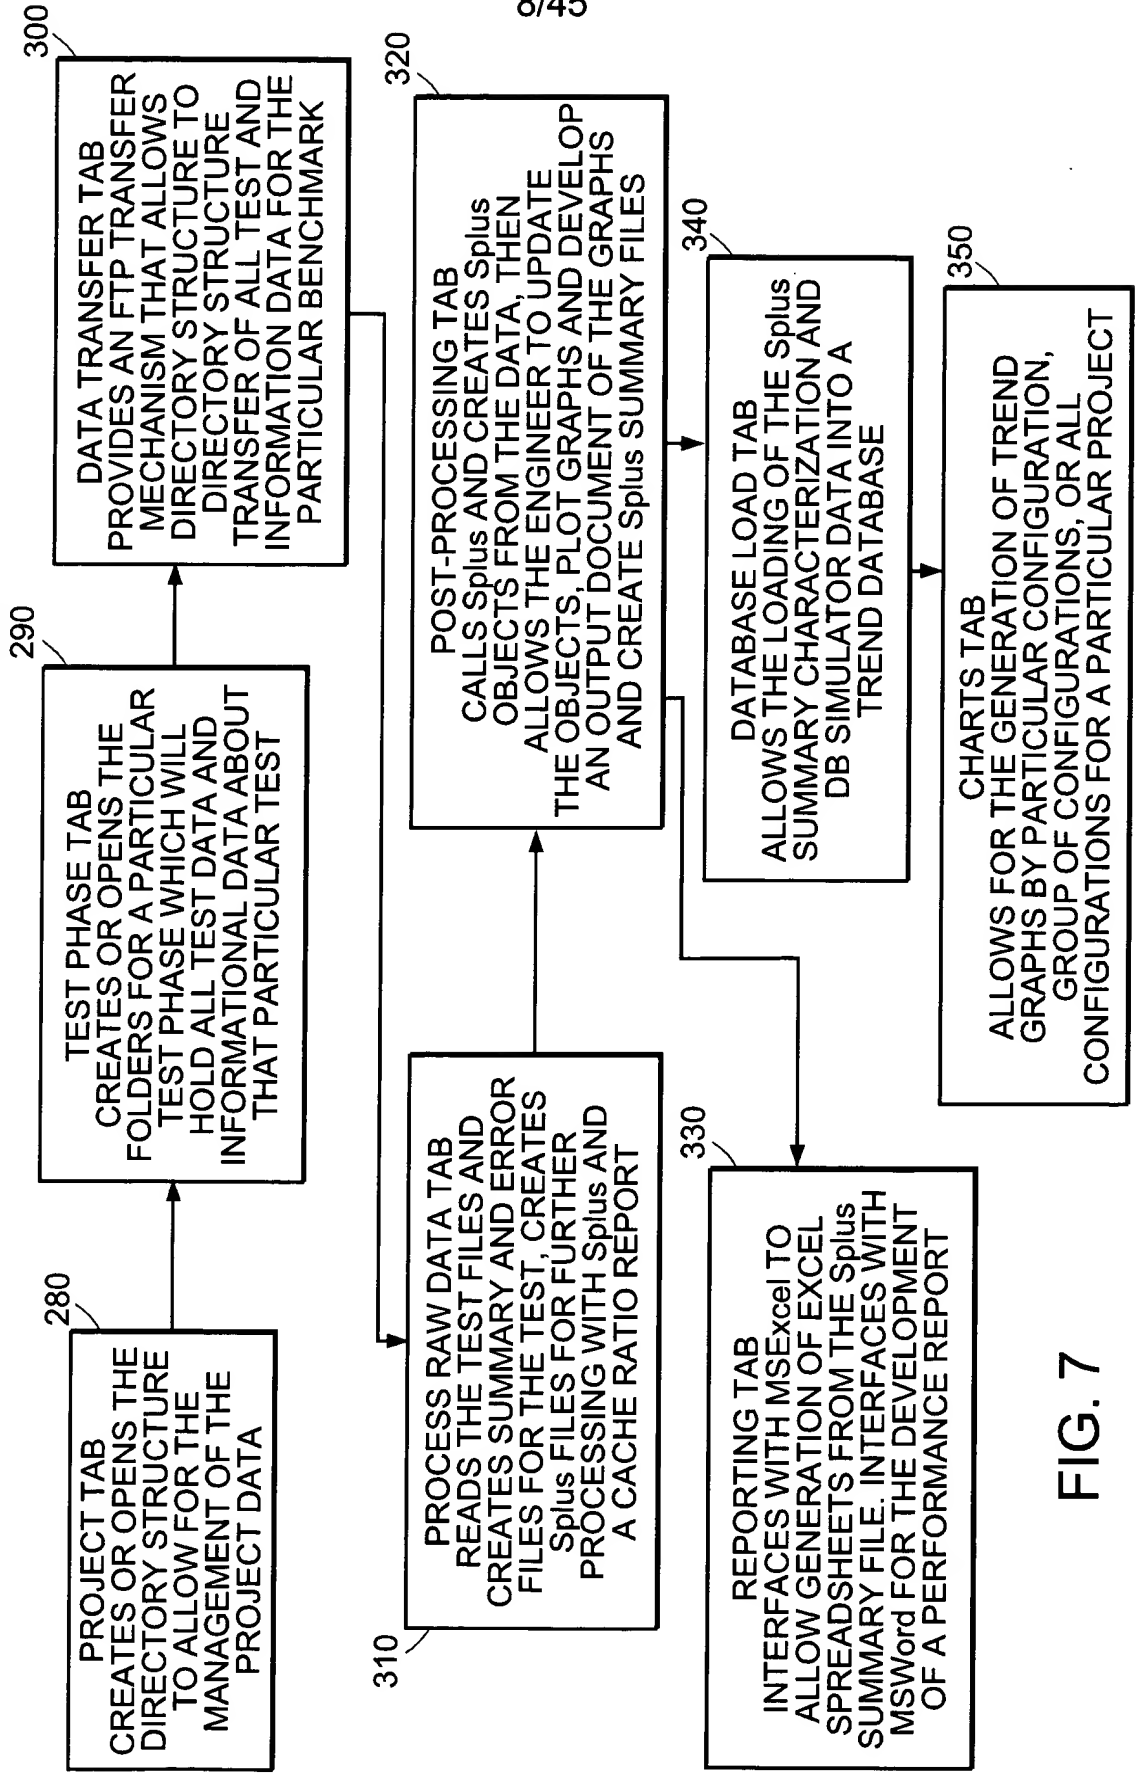 8/45
280
PROJECT TAB
CREATES OR OPENS THE
DIRECTORY STRUCTURE
TO ALLOW FOR THE
MANAGEMENT OF THE
PROJECT DATA
290
TEST PHASE TAB
CREATES OR OPENS THE
FOLDERS FOR A PARTICULAR
TEST PHASE WHICH WILL
HOLD ALL TEST DATA AND
INFORMATIONAL DATA ABOUT
THAT PARTICULAR TEST
300
DATA TRANSFER TAB
PROVIDES AN FTP TRANSFER
MECHANISM THAT ALLOWS
DIRECTORY STRUCTURE TO
DIRECTORY STRUCTURE
TRANSFER OF ALL TEST AND
INFORMATION DATA FOR THE
PARTICULAR BENCHMARK
310
PROCESS RAW DATA TAB
READS THE TEST FILES AND
CREATES SUMMARY AND ERROR
FILES FOR THE TEST, CREATES
Splus FILES FOR FURTHER
PROCESSING WITH Splus AND
A CACHE RATIO REPORT
320
POST-PROCESSING TAB
CALLS Splus AND CREATES Splus
OBJECTS FROM THE DATA, THEN
ALLOWS THE ENGINEER TO UPDATE
THE OBJECTS, PLOT GRAPHS AND DEVELOP
AN OUTPUT DOCUMENT OF THE GRAPHS
AND CREATE Splus SUMMARY FILES
330
REPORTING TAB
INTERFACES WITH MSExcel TO
ALLOW GENERATION OF EXCEL
SPREADSHEETS FROM THE Splus
SUMMARY FILE. INTERFACES WITH
MSWord FOR THE DEVELOPMENT
OF A PERFORMANCE REPORT
340
DATABASE LOAD TAB
ALLOWS THE LOADING OF THE Splus
SUMMARY CHARACTERIZATION AND
DB SIMULATOR DATA INTO A
TREND DATABASE
350
CHARTS TAB
ALLOWS FOR THE GENERATION OF TREND
GRAPHS BY PARTICULAR CONFIGURATION,
GROUP OF CONFIGURATIONS, OR ALL
CONFIGURATIONS FOR A PARTICULAR PROJECT
FIG. 7